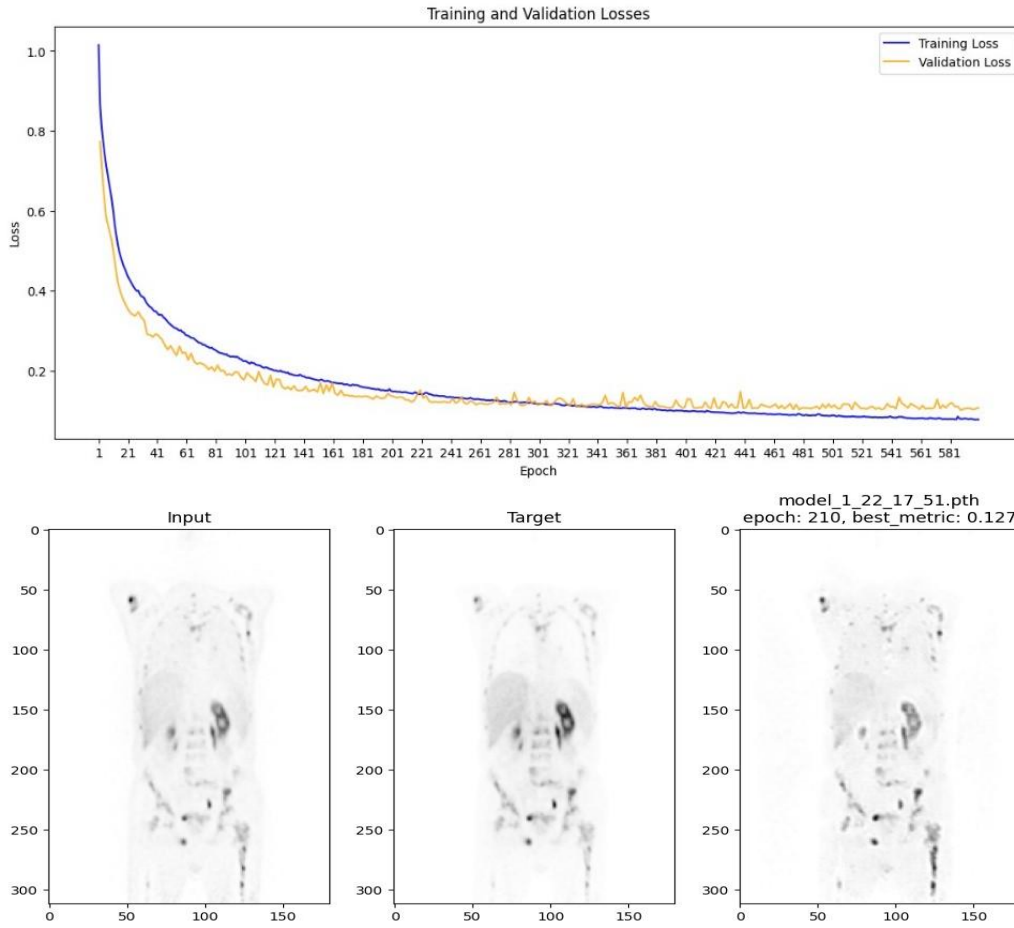 Training and Validation Losses
Training Loss
Validation Loss
1.0
0.8
0.6
0.4
0.2
Loss
1 21 41 61 81 101 121 141 161 181 201 221 241 261 281 301 321 341 361 381 401 421 441 461 481 501 521 541 561 581
Epoch
Input
Target
model_1_22_17_51.pth
epoch: 210, best_metric: 0.127
0 0 0
50 50 50
100 100 100
150 150 150
200 200 200
250 250 250
300 300 300
0 50 100 150 0 50 100 150 0 50 100 150